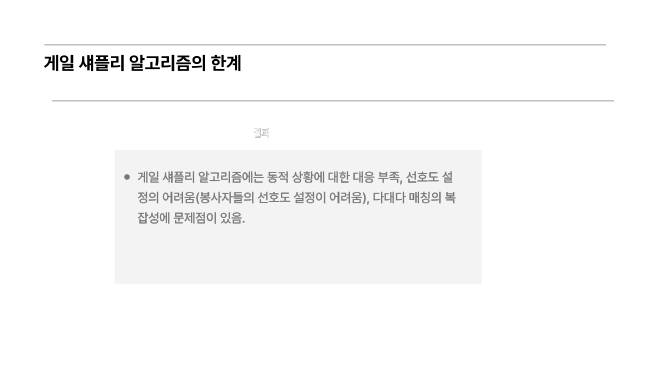 게일 섀플리 알고리즘의 한계
• 게일 섀플리 알고리즘에는 동적 상황에 대한 대응 부족, 선호도 설
정의 어려움(봉사자들의 선호도 설정이 어려움), 다대다 매칭의 복
잡성에 문제점이 있음.